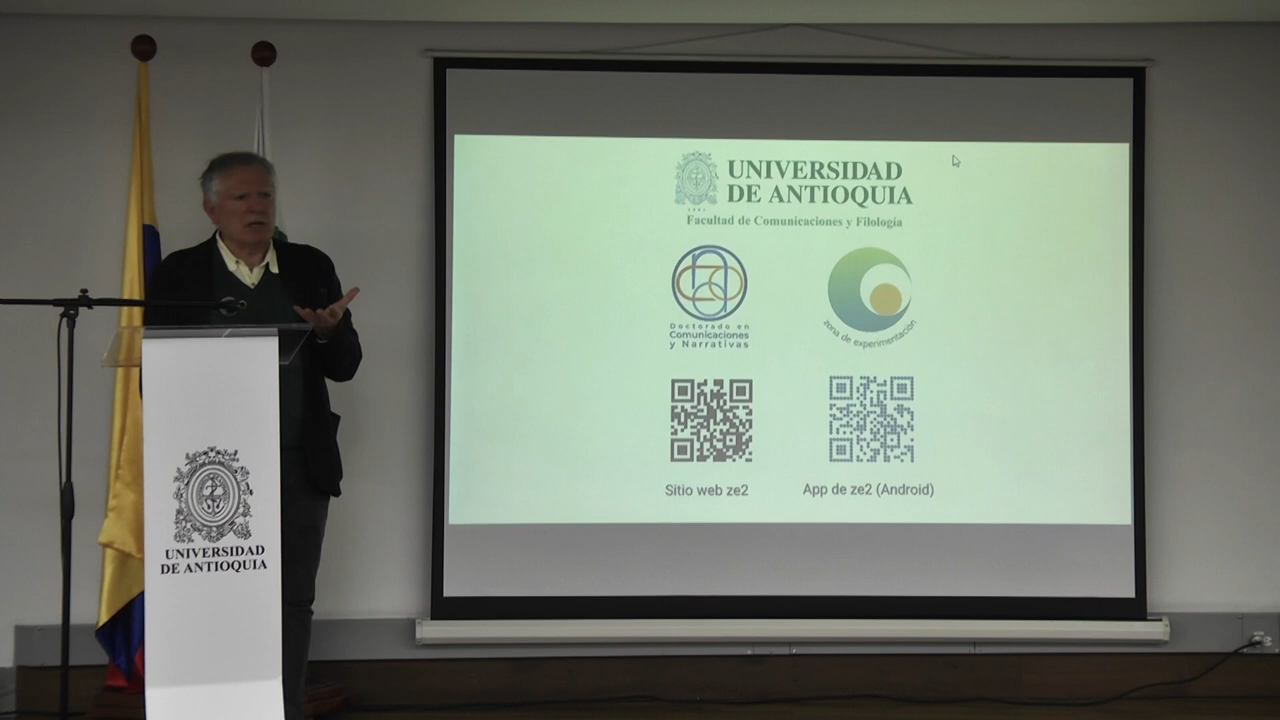 UNIVERSIDAD
DE ANTIOQUIA
Facultad de Comunicaciones y Filología
Doctorado en
Comunicaciones
y Narrativas
zona de experimentación
Sitio web ze2
App de ze2 (Android)
UNIVERSIDAD
DE ANTIOQUIA